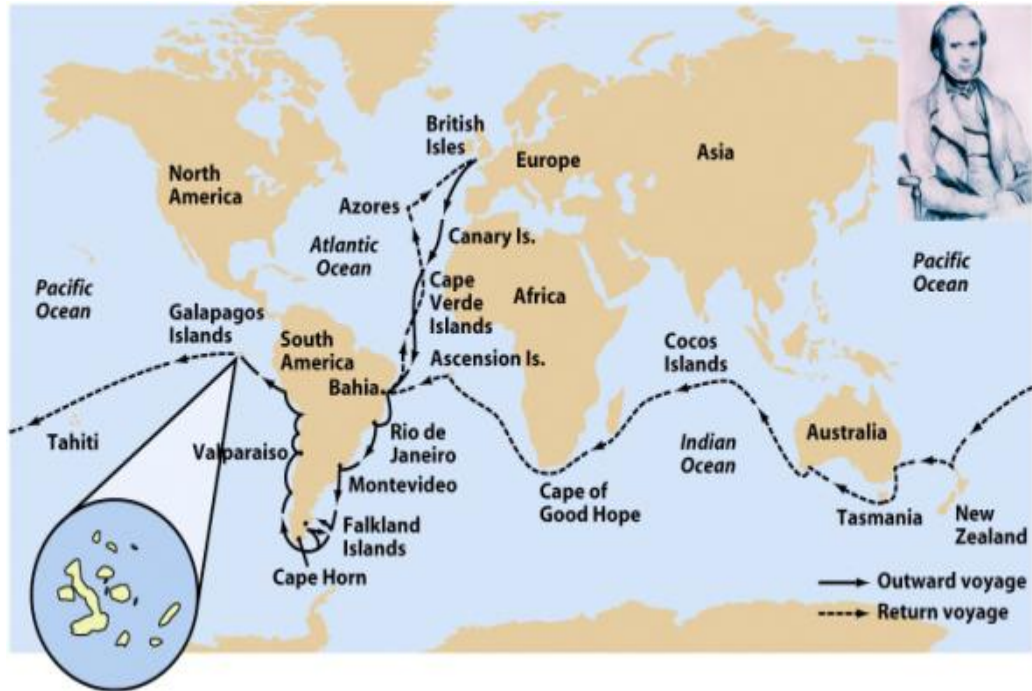 British
Isles
Europe
Asia
North
America
Azores
Atlantic
Ocean
Canary Is.
Pacific
Ocean
Pacific
Ocean
Cape
Verde
Islands
Africa
Galapagos
Islands
South
America
Ascension Is.
Cocos
Islands
Bahia
Tahiti
Valparaiso
Rio de
Janeiro
Indian
Ocean
Australia
Montevideo
Cape of
Good Hope
Falkland
Islands
Tasmania
New
Zealand
Cape Horn
Outward voyage
Return voyage